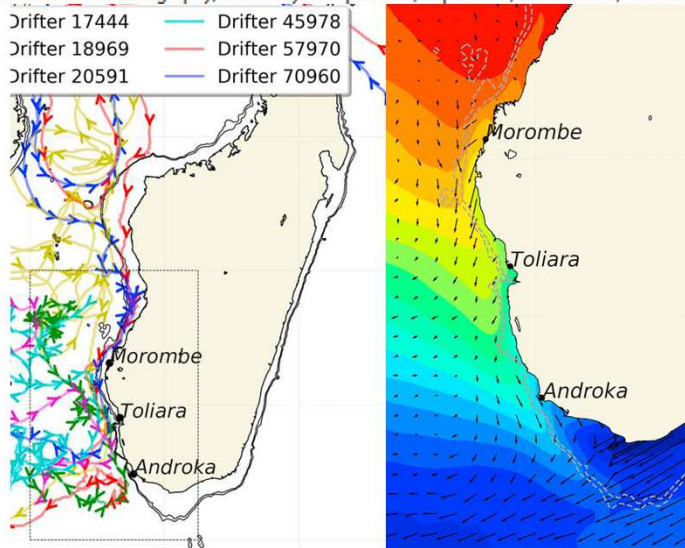 Drifter 17444 Drifter 45978
Drifter 18969 Drifter 57970
Drifter 20591 Drifter 70960
Morombe
Toliara
Androka
Morombe
Toliara
Androka